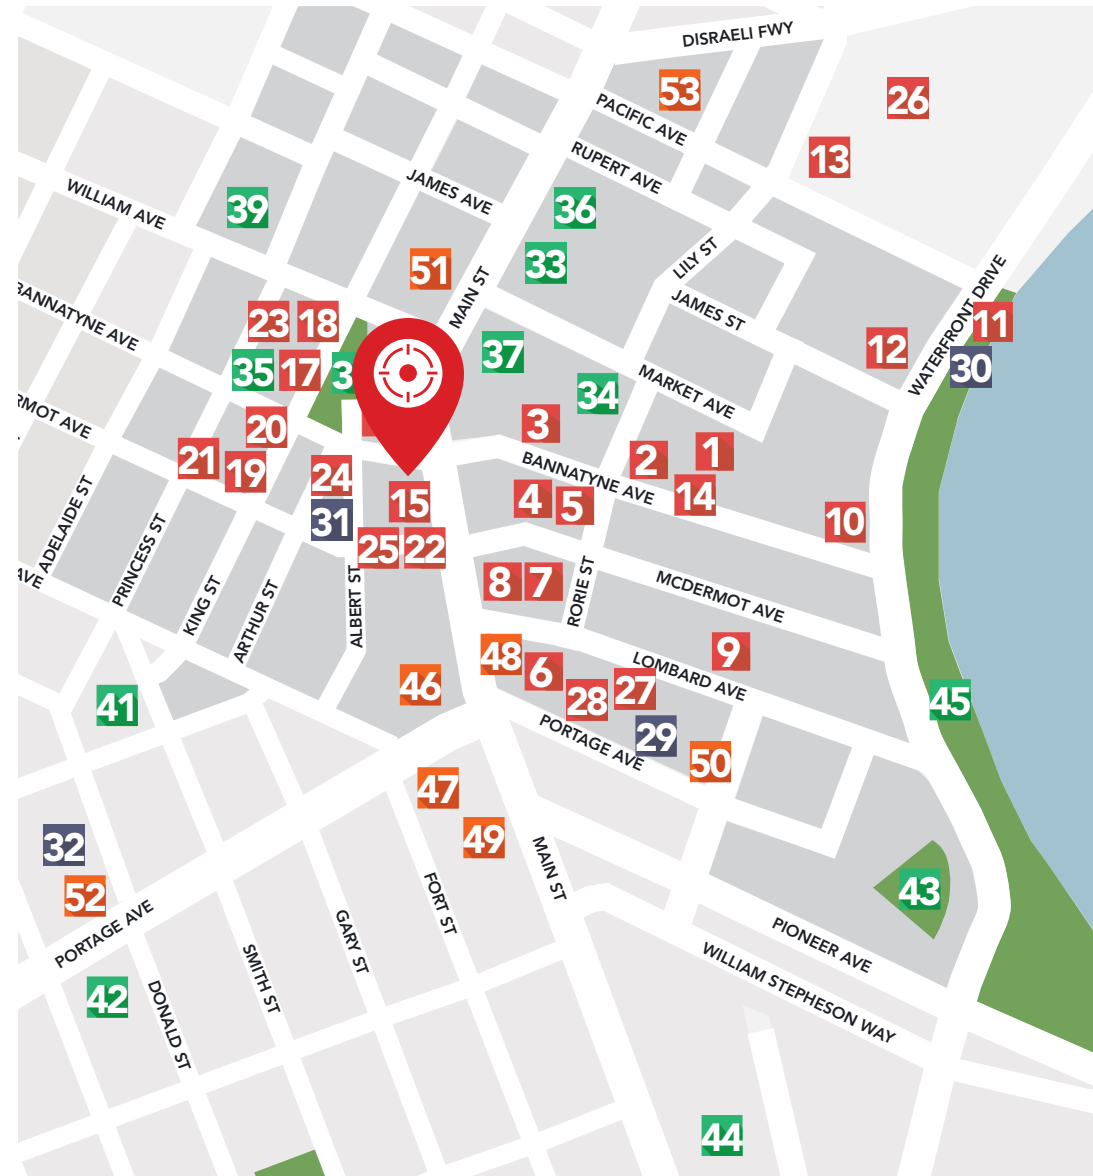 DISRAELI FWY
53
26
PACIFIC AVE
13
RUPERT AVE
JAMES AVE
WILLIAM AVE
39
36
LILY ST
33
51
MAIN ST
WATERFRONT DRIVE
JAMES ST
BANNATYNE AVE
23
18
11
12
37
30
35
17
3
34
MARKET AVE
RMOT AVE
20
3
21
19
2
1
24
BANNATYNE AVE
14
15
4
5
31
10
ADELAIDE ST
PRINCESS ST
25
22
AVE
KING ST
ARTHUR ST
ALBERT ST
8
7
RORIE ST
MCDERMOT AVE
48
6
9
LOMBARD AVE
46
28
27
41
45
PORTAGE AVE
29
50
47
49
32
MAIN ST
52
43
FORT ST
PORTAGE AVE
GARY ST
PIONEER AVE
SMITH ST
WILLIAM STEPHESON WAY
42
DONALD ST
44